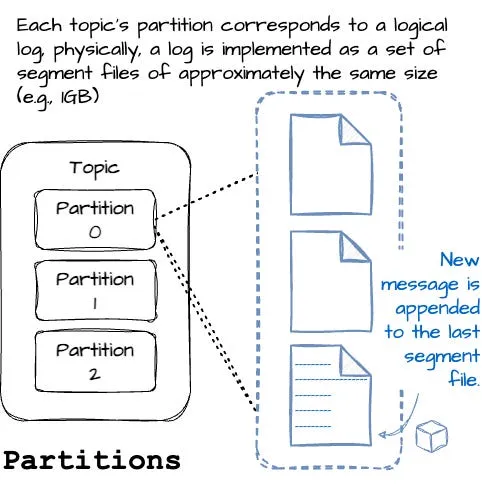 Each topic's partition corresponds to a logical
log, physically, a log is implemented as a set of
segment files of approximately the same size
(e.g., 1GB)
Topic
Partition
0
Partition
1
Partition
2
New
message is
appended
to the last
segment
file.
Partitions